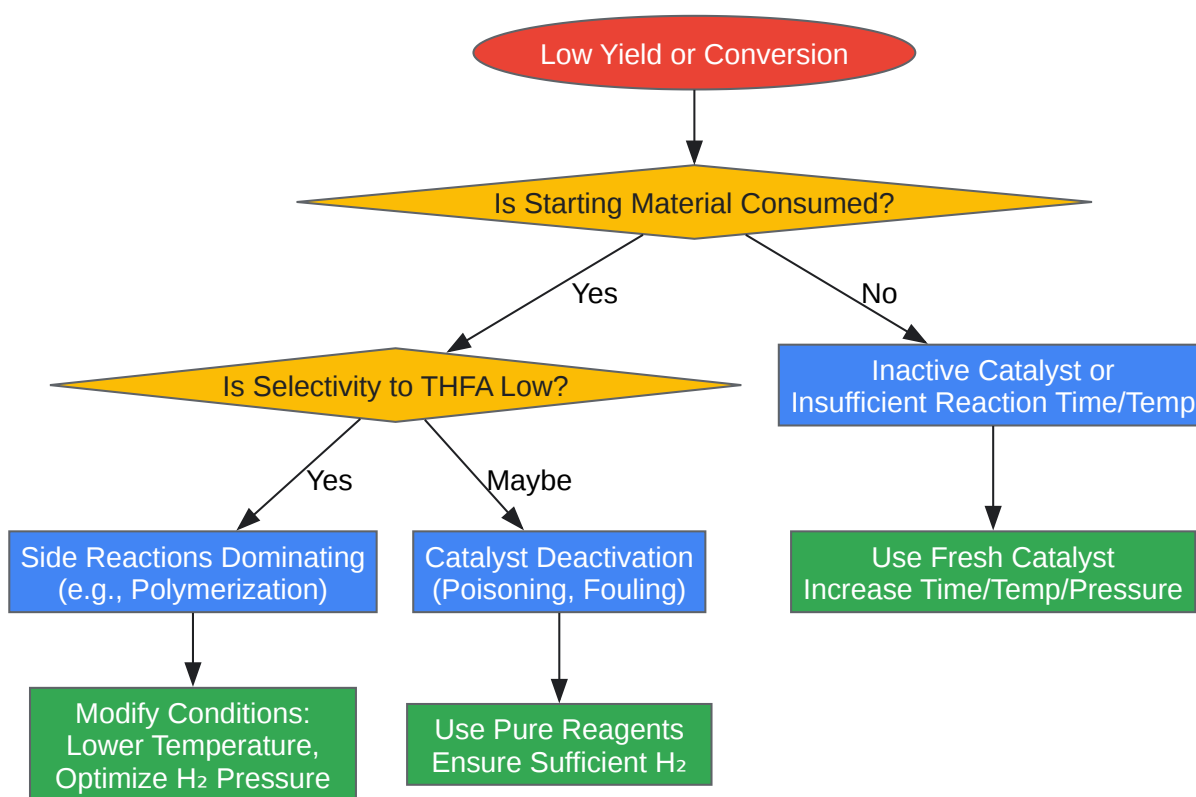 Low Yield or Conversion
Is Starting Material Consumed?
Yes
No
Is Selectivity to THFA Low?
Inactive Catalyst or
Insufficient Reaction Time/Temp
Yes
Maybe
Side Reactions Dominating
(e.g., Polymerization)
Catalyst Deactivation
(Poisoning, Fouling)
Use Fresh Catalyst
Increase Time/Temp/Pressure
Modify Conditions:
Lower Temperature,
Optimize H₂ Pressure
Use Pure Reagents
Ensure Sufficient H₂